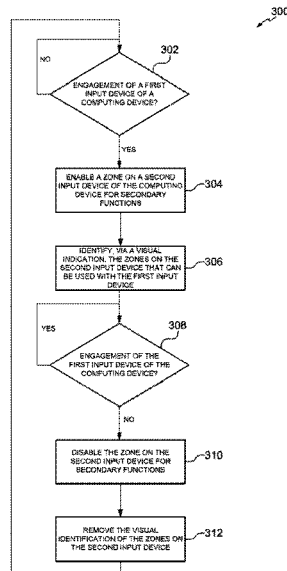 300
302
NO
ENGAGEMENT OF A FIRST
INPUT DEVICE OF A
COMPUTING DEVICE?
YES
ENABLE A ZONE ON A SECOND
INPUT DEVICE OF THE COMPUTING
DEVICE FOR SECONDARY
FUNCTIONS
304
IDENTIFY, VIA A VISUAL
INDICATION, THE ZONES ON THE
SECOND INPUT DEVICE THAT CAN
BE USED WITH THE FIRST INPUT
DEVICE
306
308
YES
ENGAGEMENT OF THE
FIRST INPUT DEVICE OF THE
COMPUTING DEVICE?
NO
DISABLE THE ZONE ON
THE SECOND INPUT DEVICE FOR
SECONDARY FUNCTIONS
310
REMOVE THE VISUAL
IDENTIFICATION OF THE ZONES ON
THE SECOND INPUT DEVICE
312